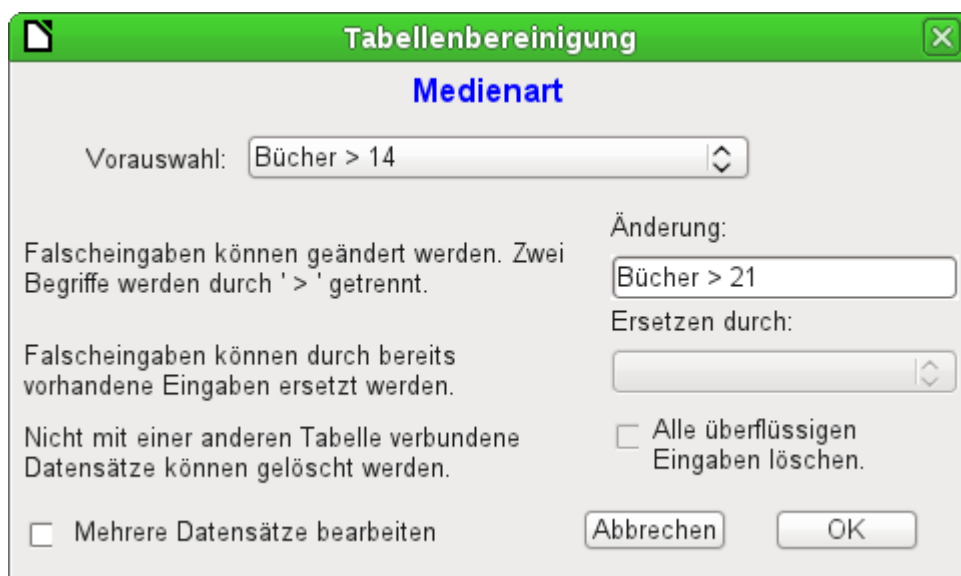 Tabellenbereinigung
Medienart
Vorauswahl: Bücher > 14
Falscheingaben können geändert werden. Zwei
Begriffe werden durch ' > ' getrennt.
Änderung:
Bücher > 21
Ersetzen durch:
Falscheingaben können durch bereits
vorhandene Eingaben ersetzt werden.
Nicht mit einer anderen Tabelle verbundene
Datensätze können gelöscht werden.
Alle überflüssigen
Eingaben löschen.
Mehrere Datensätze bearbeiten
Abbrechen
OK